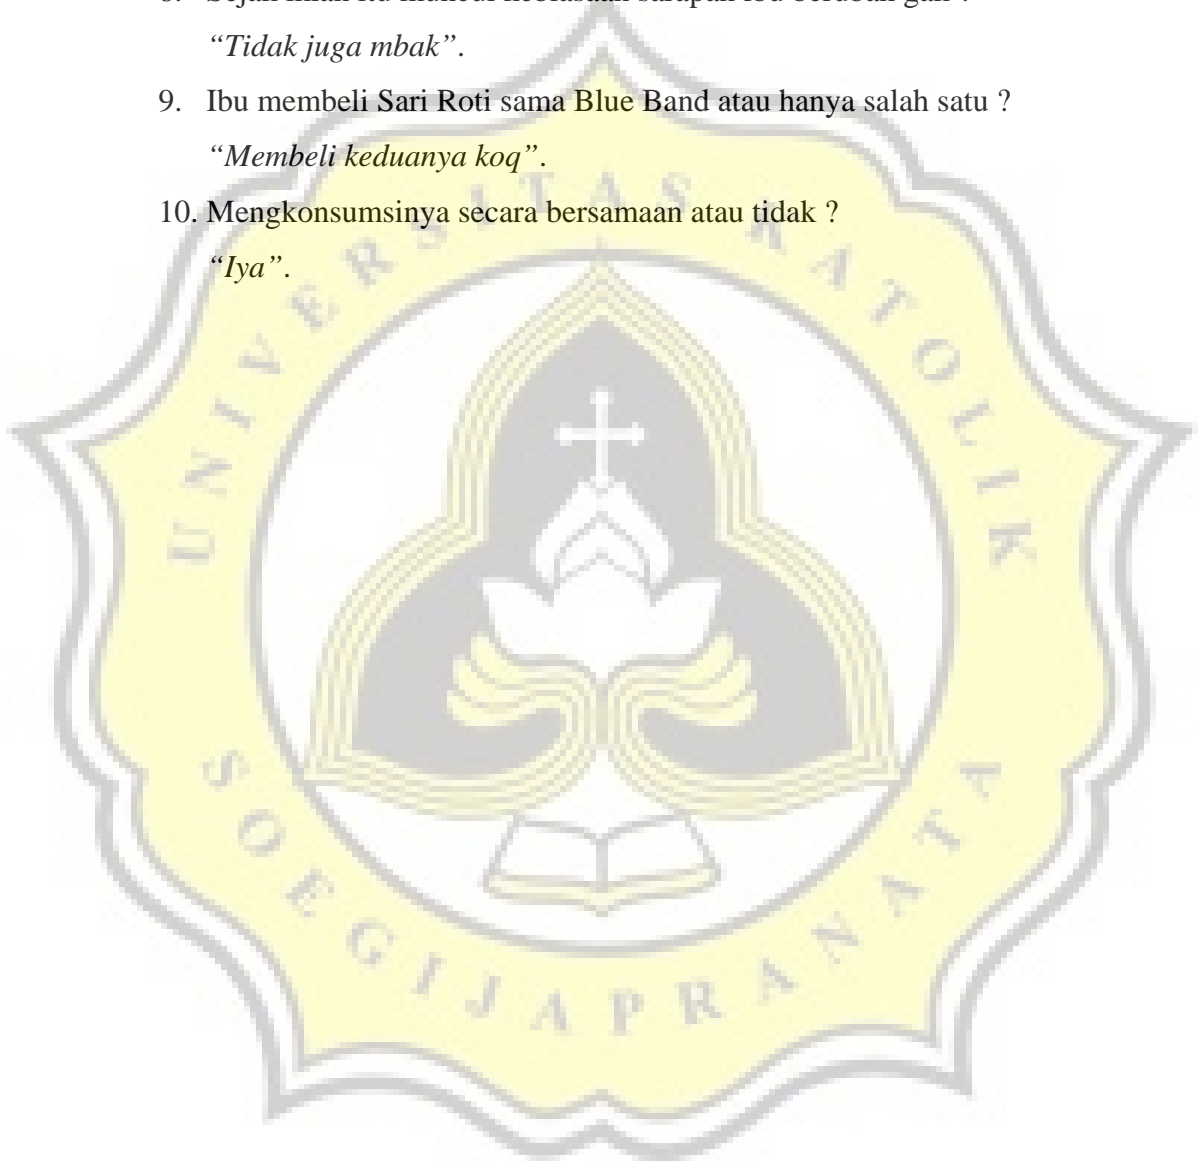 “Tidak juga mbak”.
9. Ibu membeli Sari Roti sama Blue Band atau hanya salah satu ?
“Membeli keduanya koq”.
10. Mengkonsumsinya secara bersamaan atau tidak ?
“Iya”.
UNIVERSITAS KATOLIK
SOEGIJAPRANATA